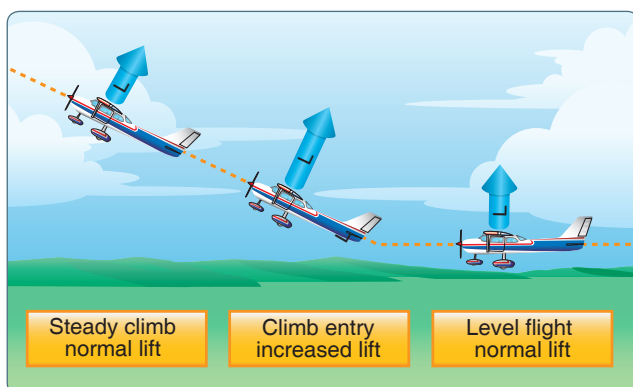 L
L
L
Steady climb
normal lift
Climb entry
increased lift
Level flight
normal lift